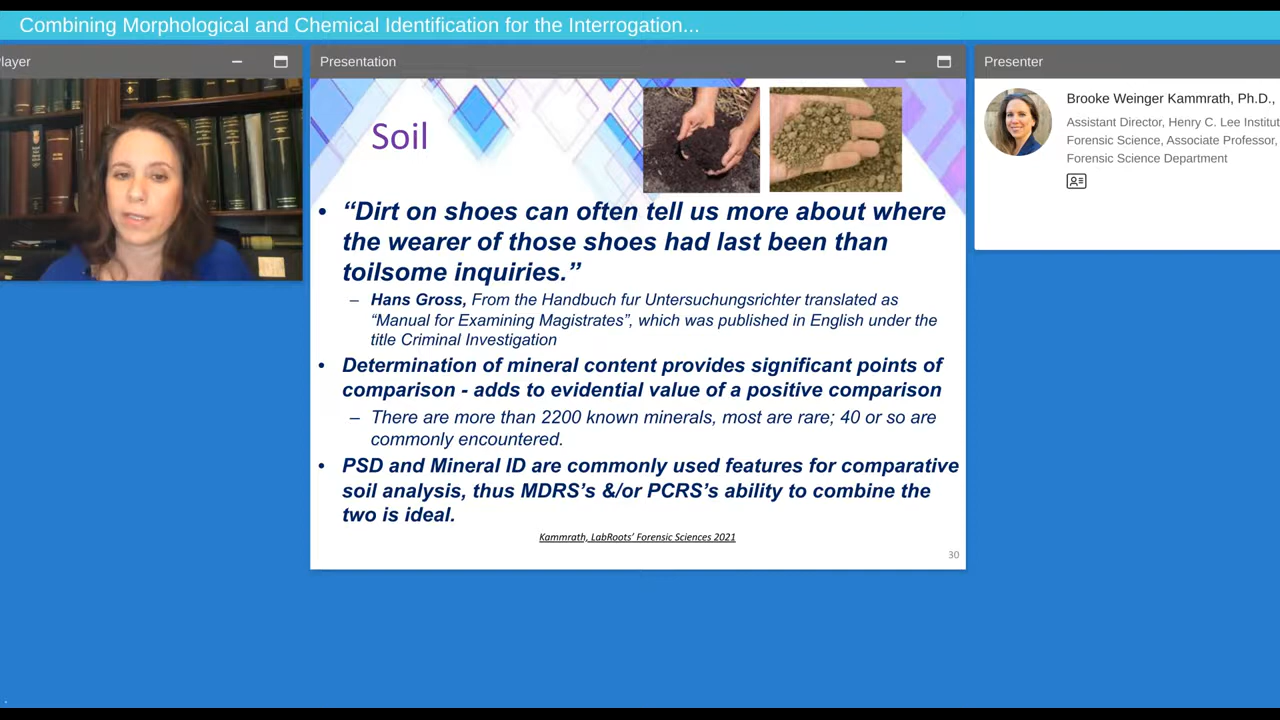 Combining Morphological and Chemical Identification for the Interrogation...
layer
Presentation
Presenter
Soil
• “Dirt on shoes can often tell us more about where
the wearer of those shoes had last been than
toilsome inquiries.”
– Hans Gross, From the Handbuch fur Untersuchungsrichter translated as
“Manual for Examining Magistrates”, which was published in English under the
title Criminal Investigation
• Determination of mineral content provides significant points of
comparison - adds to evidential value of a positive comparison
– There are more than 2200 known minerals, most are rare; 40 or so are
commonly encountered.
• PSD and Mineral ID are commonly used features for comparative
soil analysis, thus MDRS’s &/or PCRS’s ability to combine the
two is ideal.
Kammrath, LabRoots’ Forensic Sciences 2021
30
Brooke Weinger Kammrath, Ph.D.,
Assistant Director, Henry C. Lee Institut
Forensic Science, Associate Professor,
Forensic Science Department